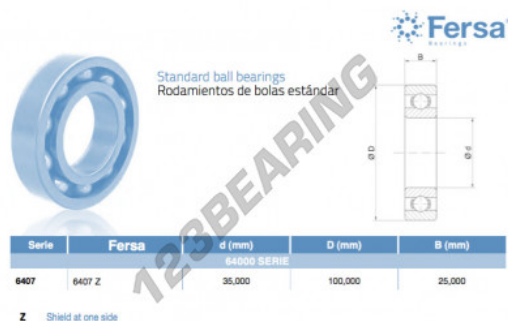 Fersa
Bearings
Standard ball bearings
Rodamientos de bolas estándar
B
Ø D
Ø d
123BEARING
Serie Fersa d (mm) D (mm) B (mm)
64000 SERIE
6407 6407 Z 35,000 100,000 25,000
Z Shield at one side